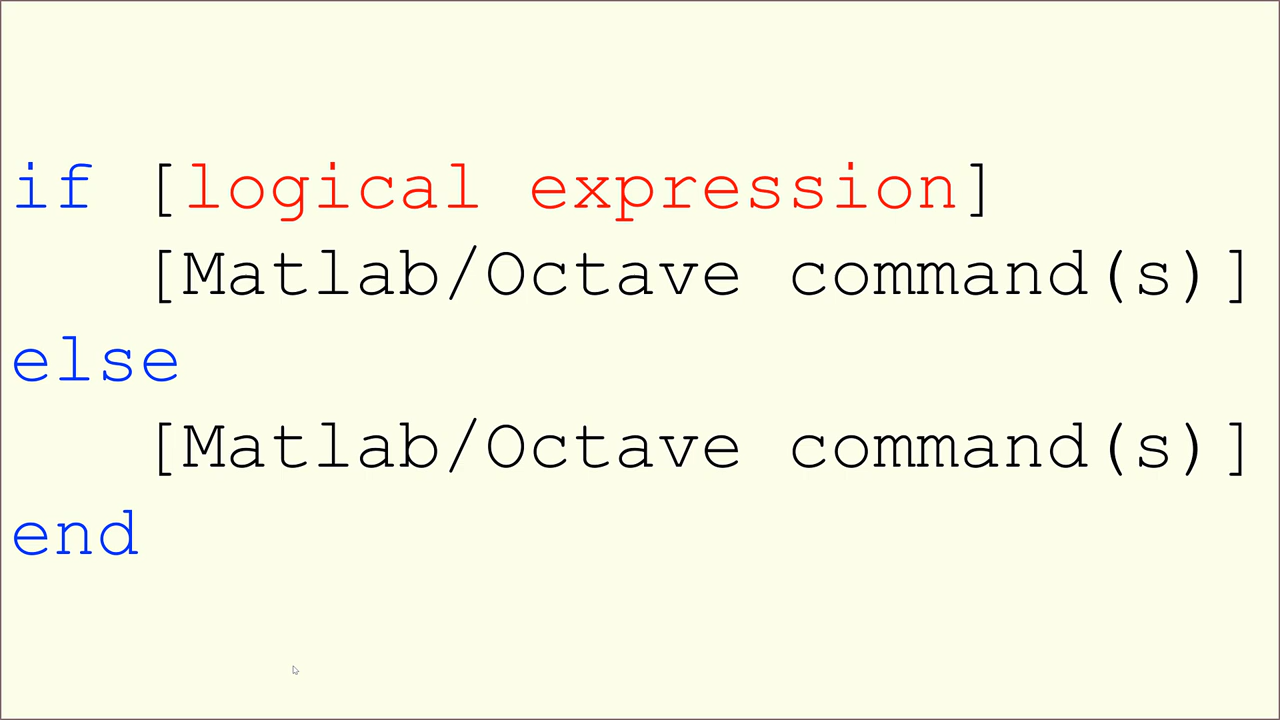 if [logical expression]
[Matlab/Octave command(s)]
else
[Matlab/Octave command(s)]
end